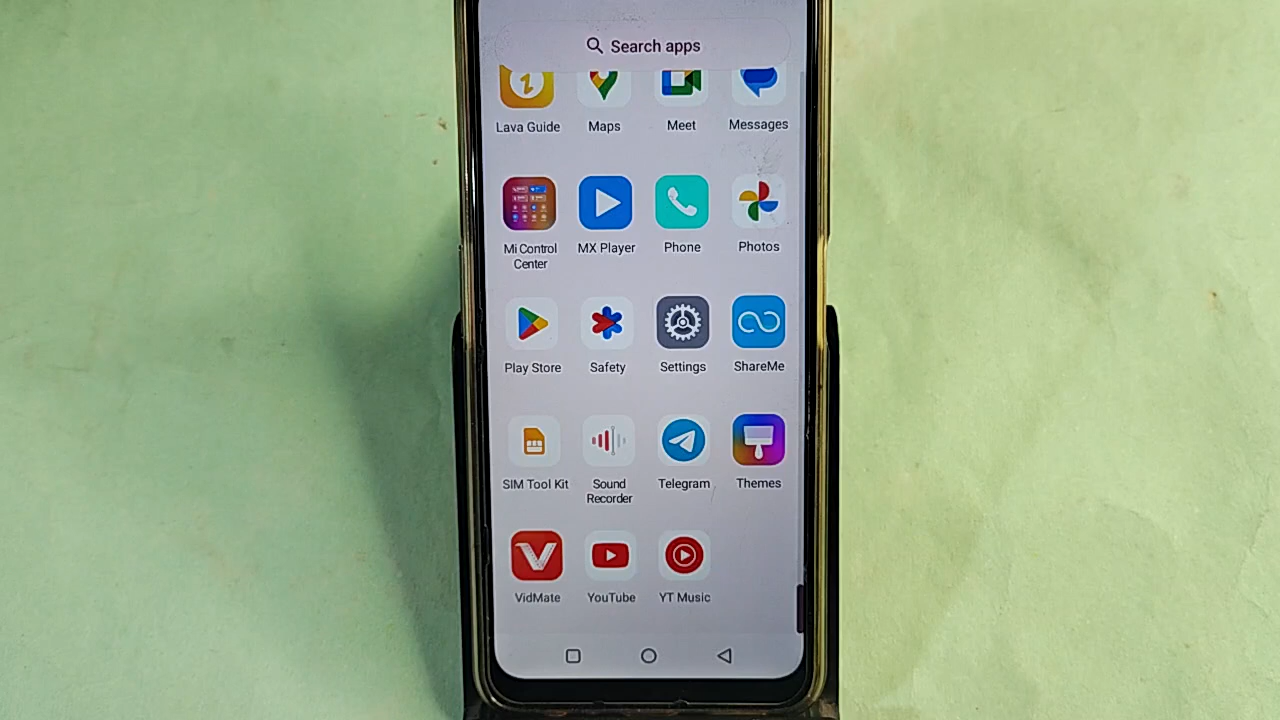 Search apps
Lava Guide
Maps
Meet
Messages
Mi Control
Center
MX Player
Phone
Photos
Play Store
Safety
Settings
ShareMe
SIM Tool Kit
Sound
Recorder
Telegram
Themes
VidMate
YouTube
YT Music